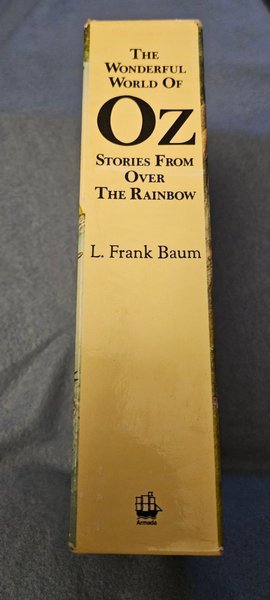 THE
WONDERFUL
WORLD OF
OZ
STORIES FROM
OVER
THE RAINBOW
L. Frank Baum
Armada